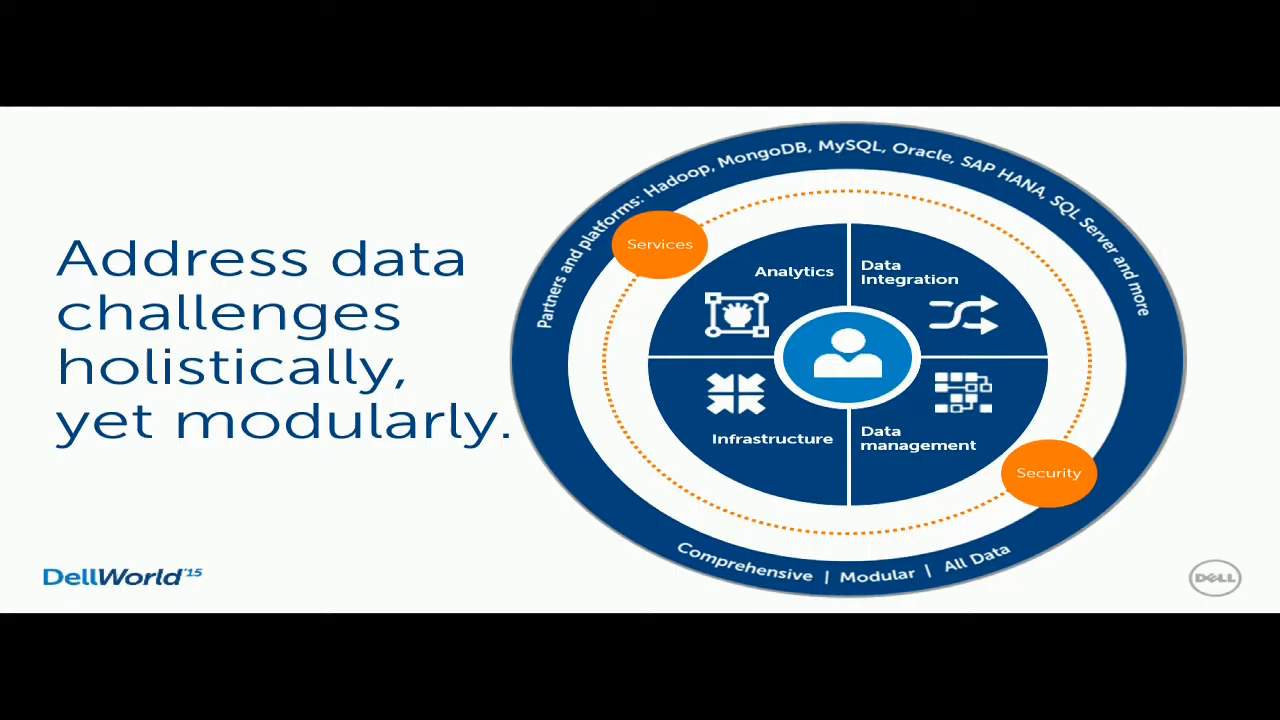 Address data
challenges
holistically,
yet modularly.
Partners and platforms: Hadoop, MongoDB, MySQL, Oracle, SAP HANA, SQL Server and more
Services
Analytics
Data
Integration
Infrastructure
Data
management
Security
Comprehensive | Modular | All Data
DellWorld'15
DELL